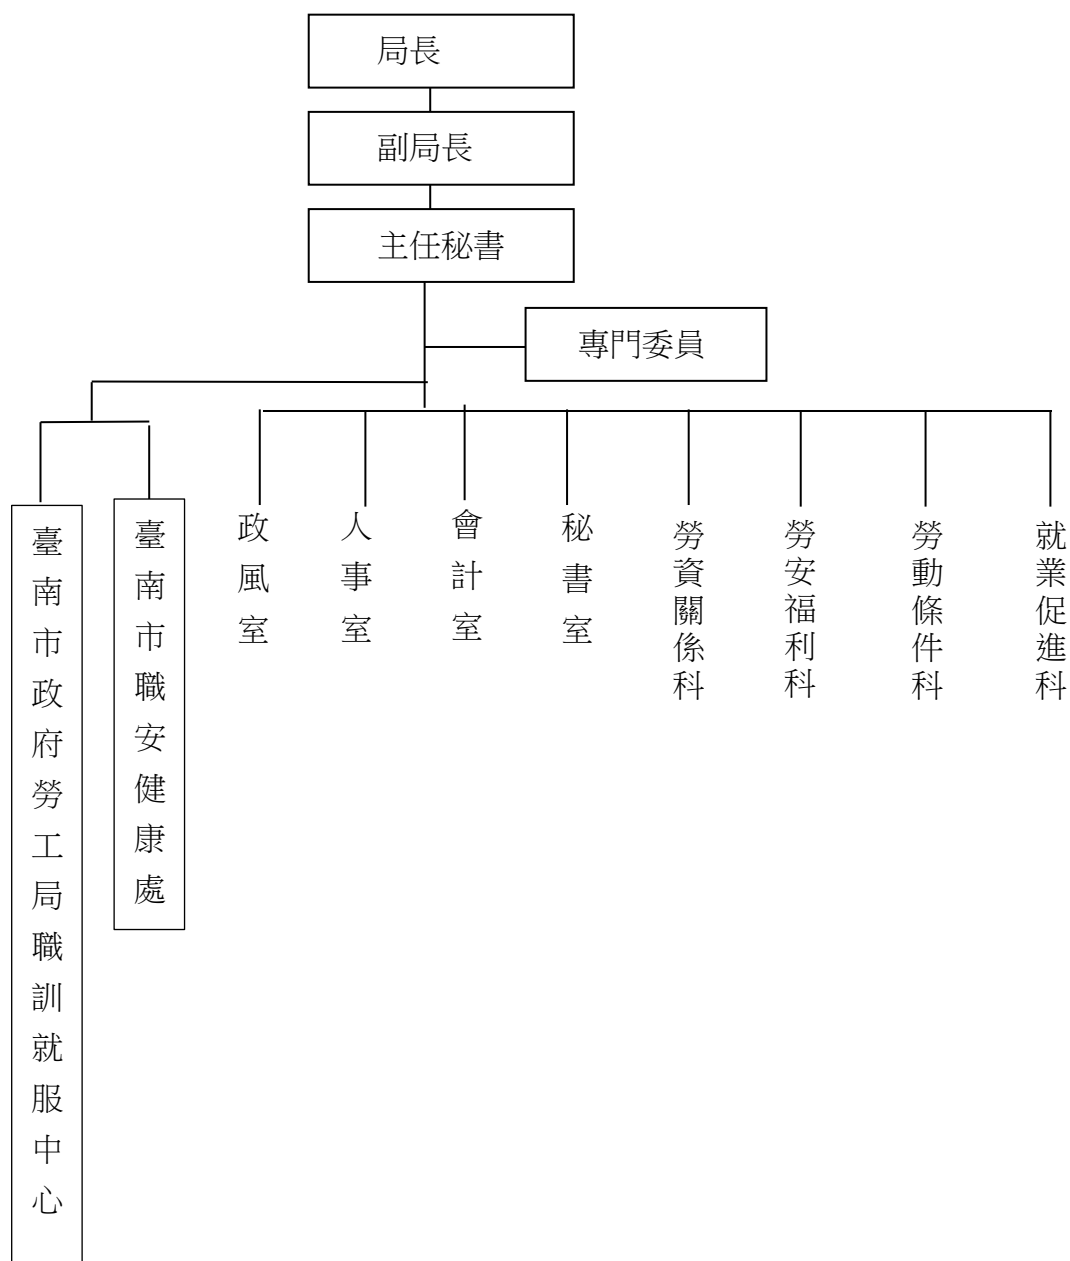 局長
副局長
主任秘書
專門委員
臺南市政府勞工局職訓就服中心
臺南市職安健康處
政風室
人事室
會計室
秘書室
勞資關係科
勞安福利科
勞動條件科
就業促進科